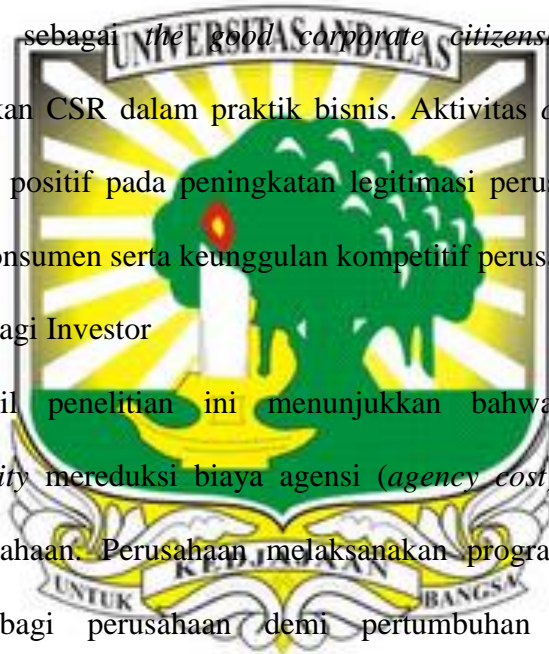 sebagai the good corporate citizens
UNIVERSITAS ANDALAS
kan CSR dalam praktik bisnis. Aktivitas
positif pada peningkatan legitimasi perus
onsumen serta keunggulan kompetitif perusa
agi Investor
il penelitian ini menunjukkan bahwa
ity mereduksi biaya agensi (agency cost
ahaan. Perusahaan melaksanakan progra
KEDJAJAAN
UNTUK BANGSA
bagi perusahaan demi pertumbuhan